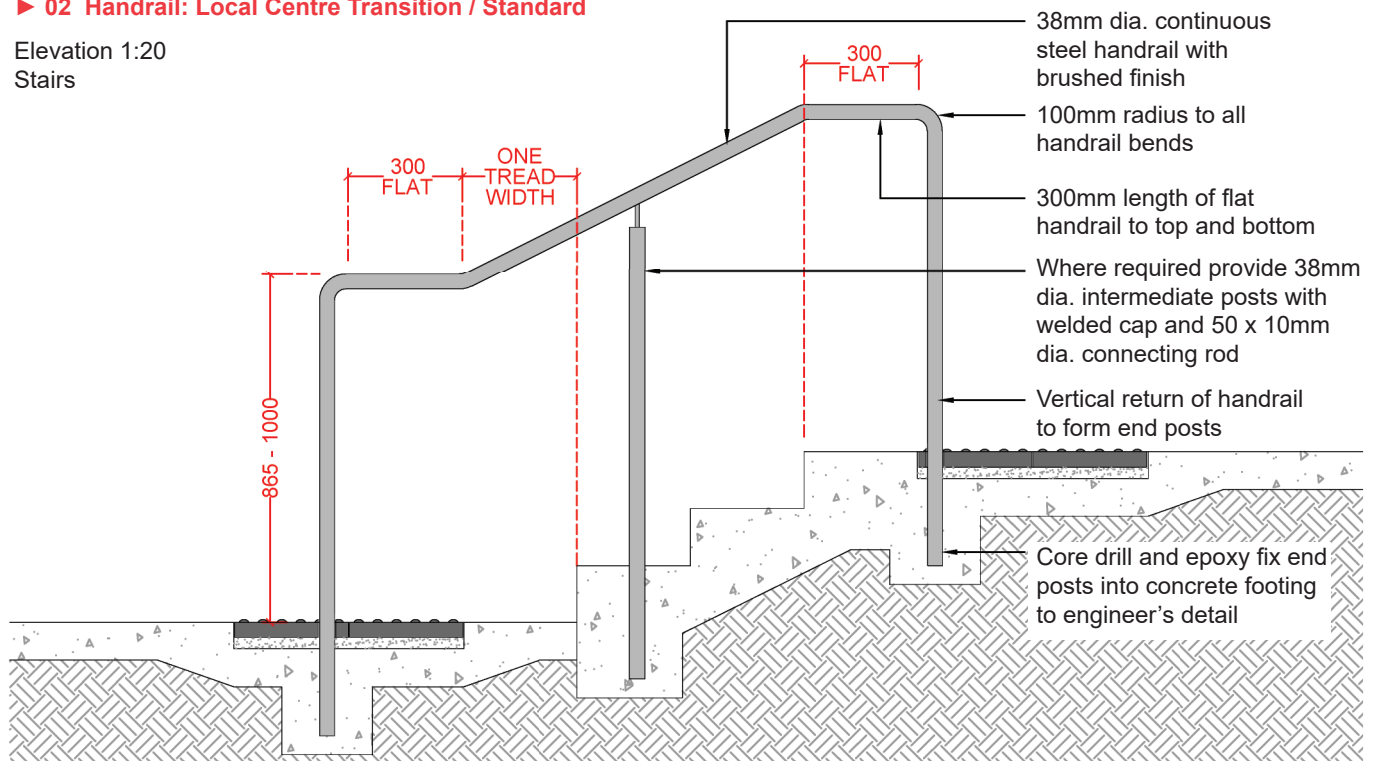 ► 02 Handrail: Local Centre Transition / Standard
Elevation 1:20
Stairs
300
FLAT
ONE
TREAD
WIDTH
300
FLAT
865 - 1000
38mm dia. continuous
steel handrail with
brushed finish
100mm radius to all
handrail bends
300mm length of flat
handrail to top and bottom
Where required provide 38mm
dia. intermediate posts with
welded cap and 50 x 10mm
dia. connecting rod
Vertical return of handrail
to form end posts
Core drill and epoxy fix end
posts into concrete footing
to engineer’s detail